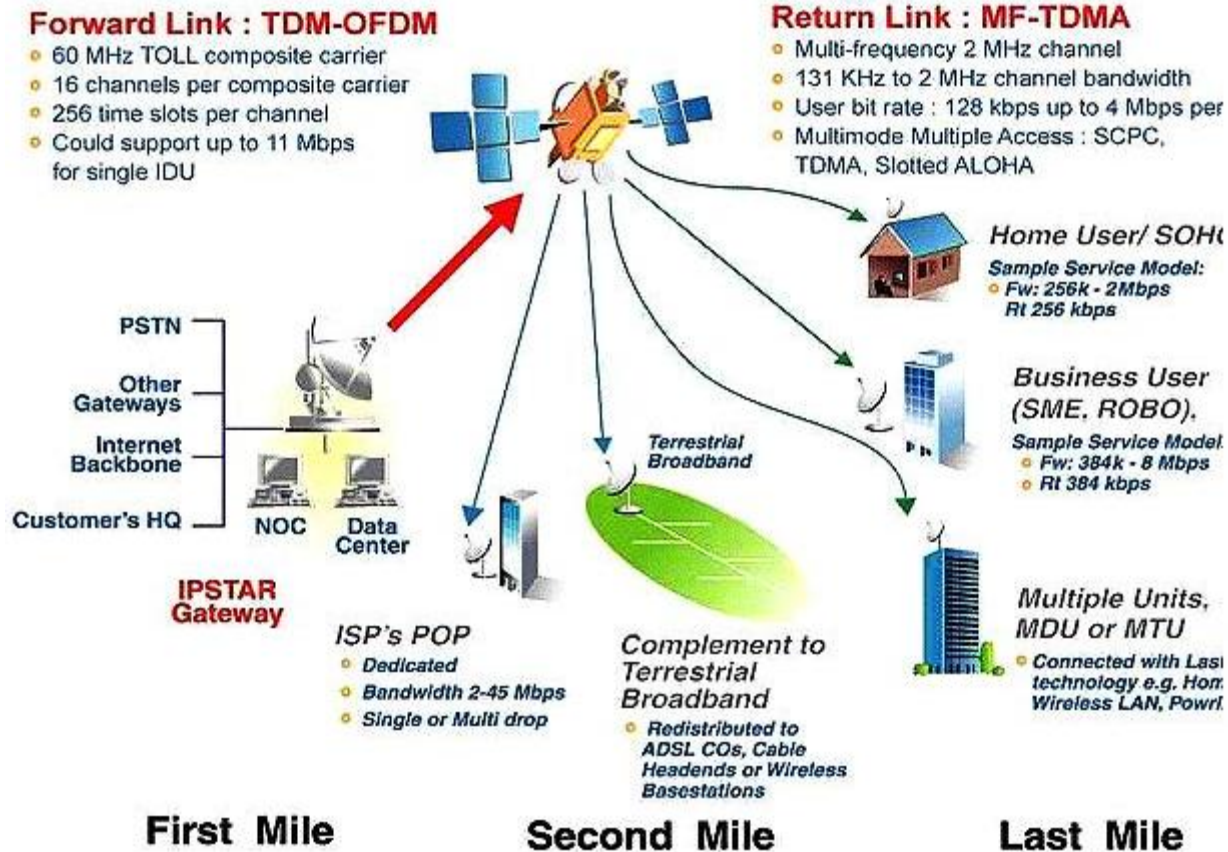 Forward Link : TDM-OFDM
60 MHz TOLL composite carrier
16 channels per composite carrier
256 time slots per channel
Could support up to 11 Mbps
for single IDU
Return Link : MF-TDMA
Multi-frequency 2 MHz channel
131 KHz to 2 MHz channel bandwidth
User bit rate : 128 kbps up to 4 Mbps per
Multimode Multiple Access : SCPC,
TDMA, Slotted ALOHA
PSTN
Other
Gateways
Internet
Backbone
Customer's HQ
NOC
Data
Center
IPSTAR
Gateway
ISP's POP
Dedicated
Bandwidth 2-45 Mbps
Single or Multi drop
Terrestrial
Broadband
Complement to
Terrestrial
Broadband
Redistributed to
ADSL COs, Cable
Headends or Wireless
Basestations
Home User/
Sample Service Model:
Fw: 256k - 2Mbps
Rt 256 kbps
Business User
(SME, ROBO),
Sample Service Model
Fw: 384k - 8 Mbps
Rt 384 kbps
Multiple Units,
MDU or MTU
Connected with
technology e.g.
Wireless LAN,
First Mile
Second Mile
Last Mile